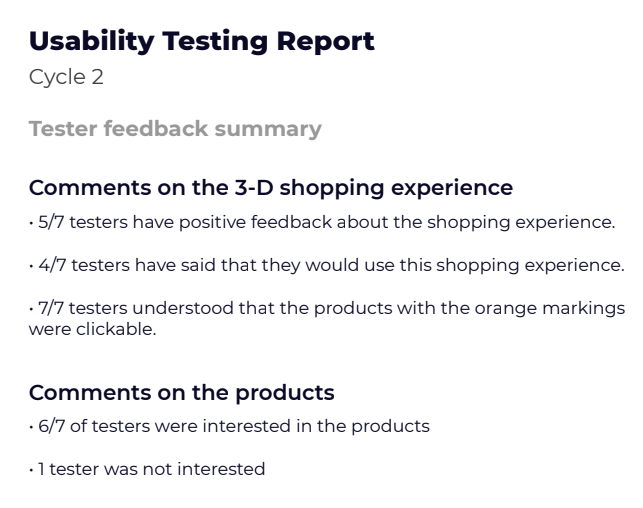 Usability Testing Report
Cycle 2
Tester feedback summary
Comments on the 3-D shopping experience
• 5/7 testers have positive feedback about the shopping experience.
• 4/7 testers have said that they would use this shopping experience.
• 7/7 testers understood that the products with the orange markings
were clickable.
Comments on the products
• 6/7 of testers were interested in the products
• 1 tester was not interested